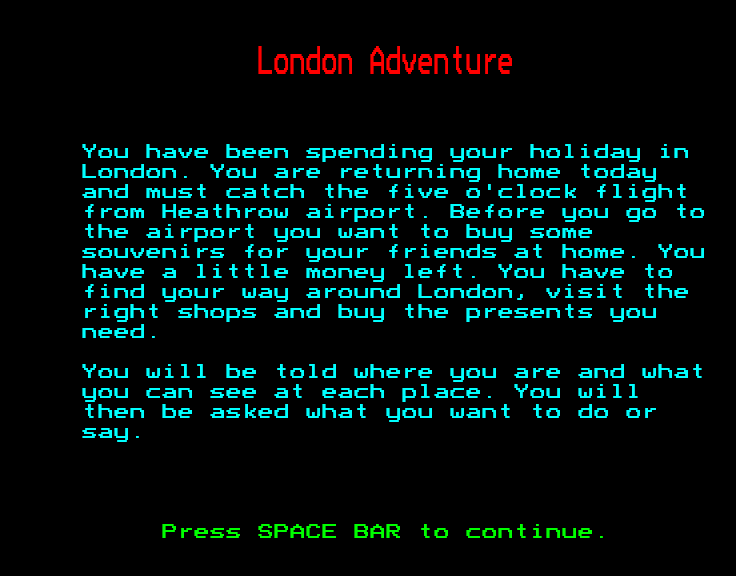 London Adventure
You have been spending your holiday in
London. You are returning home today
and must catch the five o'clock flight
from Heathrow airport. Before you go to
the airport you want to buy some
souvenirs for your friends at home. You
have a little money left. You have to
find your way around London, visit the
right shops and buy the presents you
need.
You will be told where you are and what
you can see at each place. You will
then be asked what you want to do or
say.
Press SPACE BAR to continue.